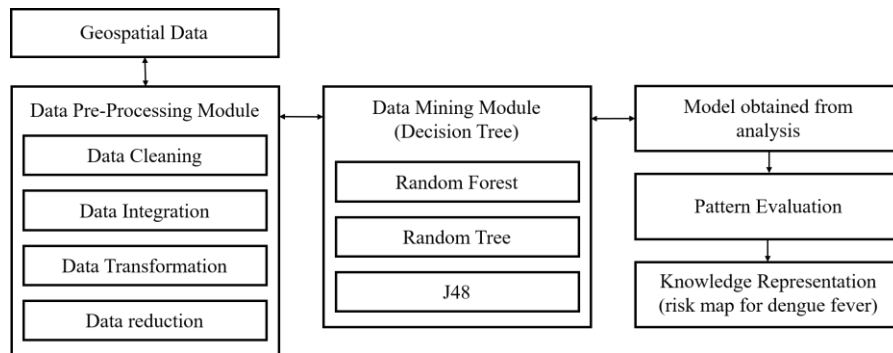 Geospatial Data
Data Pre-Processing Module
Data Cleaning
Data Integration
Data Transformation
Data reduction
Data Mining Module
(Decision Tree)
Random Forest
Random Tree
J48
Model obtained from
analysis
Pattern Evaluation
Knowledge Representation
(risk map for dengue fever)